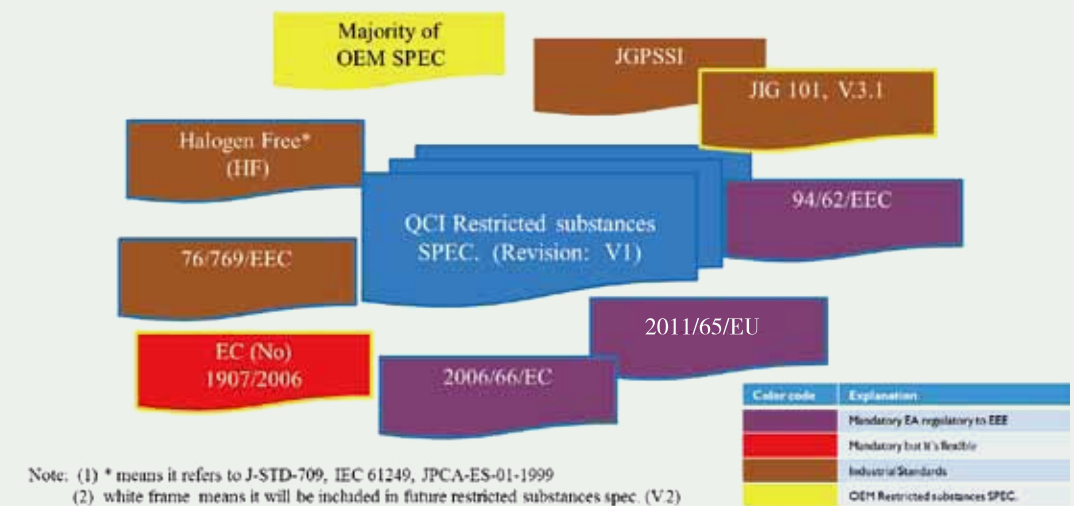 Majority of
OEM SPEC
JGPSSI
JIG 101, V.3.1
Halogen Free*
(HF)
94/62/EEC
QCI Restricted substances
SPEC. (Revision: V1)
76/769/EEC
2011/65/EU
EC (No)
1907/2006
2006/66/EC
Color code Explanation
Mandatory EA regulatory to EEE
Mandatory but it's flexible
Industrial Standards
OEM Restricted substances SPEC.
Note: (1) * means it refers to J-STD-709, IEC 61249, JPCA-ES-01-1999
(2) white frame means it will be included in future restricted substances spec. (V.2)